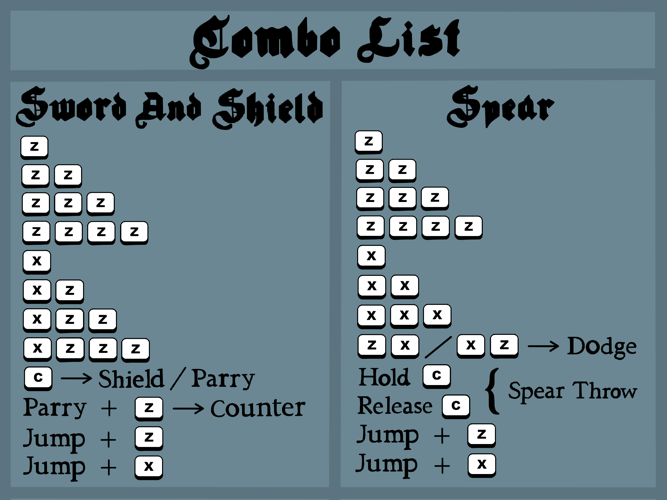 Combo List
Sword And Shield
z
z z
z z z
z z z z
x
x z
x z z
x z z z
c → Shield / Parry
Parry + z → Counter
Jump + z
Jump + x
Spear
z
z z
z z z
z z z z
x
x x
x x x
z x / x z → Dodge
Hold c
Release c
{ Spear Throw
Jump + z
Jump + x